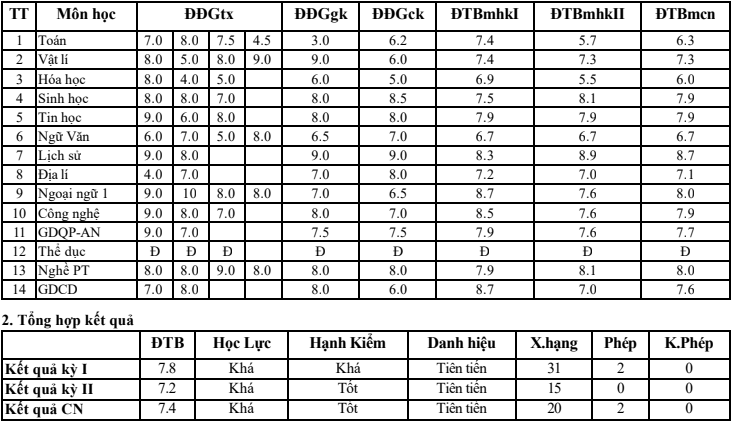 TT Môn học ĐĐGtx ĐĐGgk ĐĐGck ĐTBmhkI ĐTBmhkII ĐTBmcn
1 Toán 7.0 8.0 7.5 4.5 3.0 6.2 7.4 5.7 6.3
2 Vật lí 8.0 5.0 8.0 9.0 9.0 6.0 7.4 7.3 7.3
3 Hóa học 8.0 4.0 5.0 6.0 5.0 6.9 5.5 6.0
4 Sinh học 8.0 8.0 7.0 8.0 8.5 7.5 8.1 7.9
5 Tin học 9.0 6.0 8.0 8.0 8.0 7.9 7.9 7.9
6 Ngữ Văn 6.0 7.0 5.0 8.0 6.5 7.0 6.7 6.7 6.7
7 Lịch sử 9.0 8.0 9.0 9.0 8.3 8.9 8.7
8 Địa lí 4.0 7.0 7.0 8.0 7.2 7.0 7.1
9 Ngoại ngữ 1 9.0 10 8.0 8.0 7.0 6.5 8.7 7.6 8.0
10 Công nghệ 9.0 8.0 7.0 8.0 7.0 8.5 7.6 7.9
11 GDQP-AN 9.0 7.0 7.5 7.5 7.9 7.6 7.7
12 Thể dục Đ Đ Đ Đ Đ Đ Đ Đ
13 Nghề PT 8.0 8.0 9.0 8.0 8.0 8.0 7.9 8.1 8.0
14 GDCD 7.0 8.0 8.0 6.0 8.7 7.0 7.6
2. Tổng hợp kết quả
ĐTB Học Lực Hạnh Kiểm Danh hiệu X.hạng Phép K.Phép
Kết quả kỳ I 7.8 Khá Khá Tiên tiến 31 2 0
Kết quả kỳ II 7.2 Khá Tốt Tiên tiến 15 0 0
Kết quả CN 7.4 Khá Tốt Tiên tiến 20 2 0